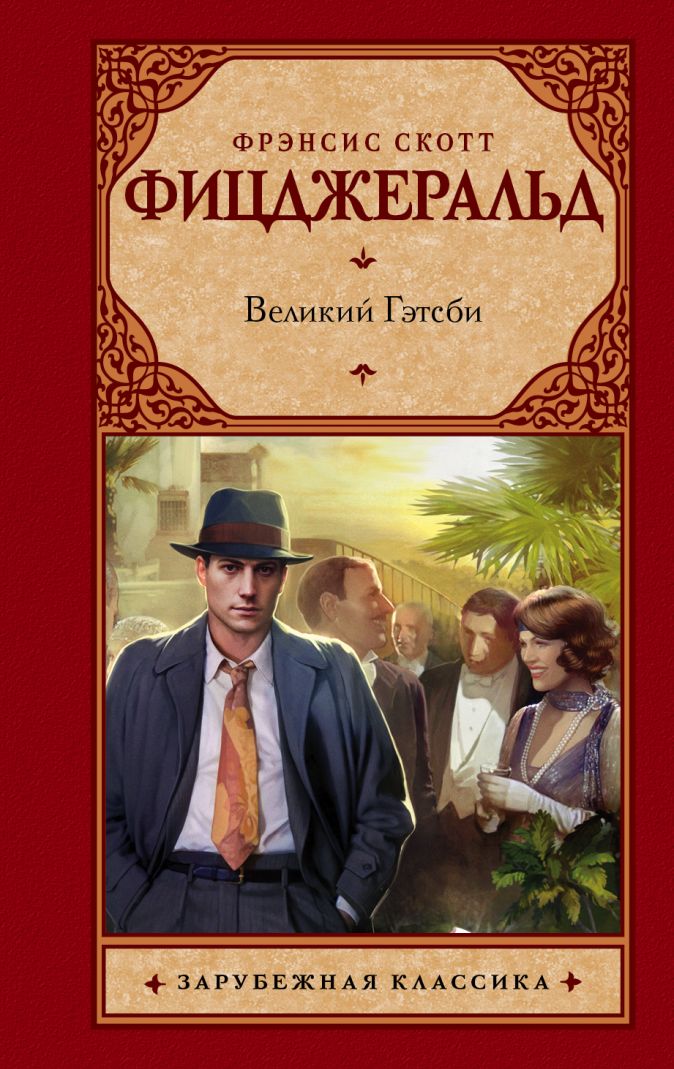 ФРЭНСИС СКОТТ
ФИЦДЖЕРАЛЬД
Великий Гэтсби
ЗАРУБЕЖНАЯ КЛАССИКА